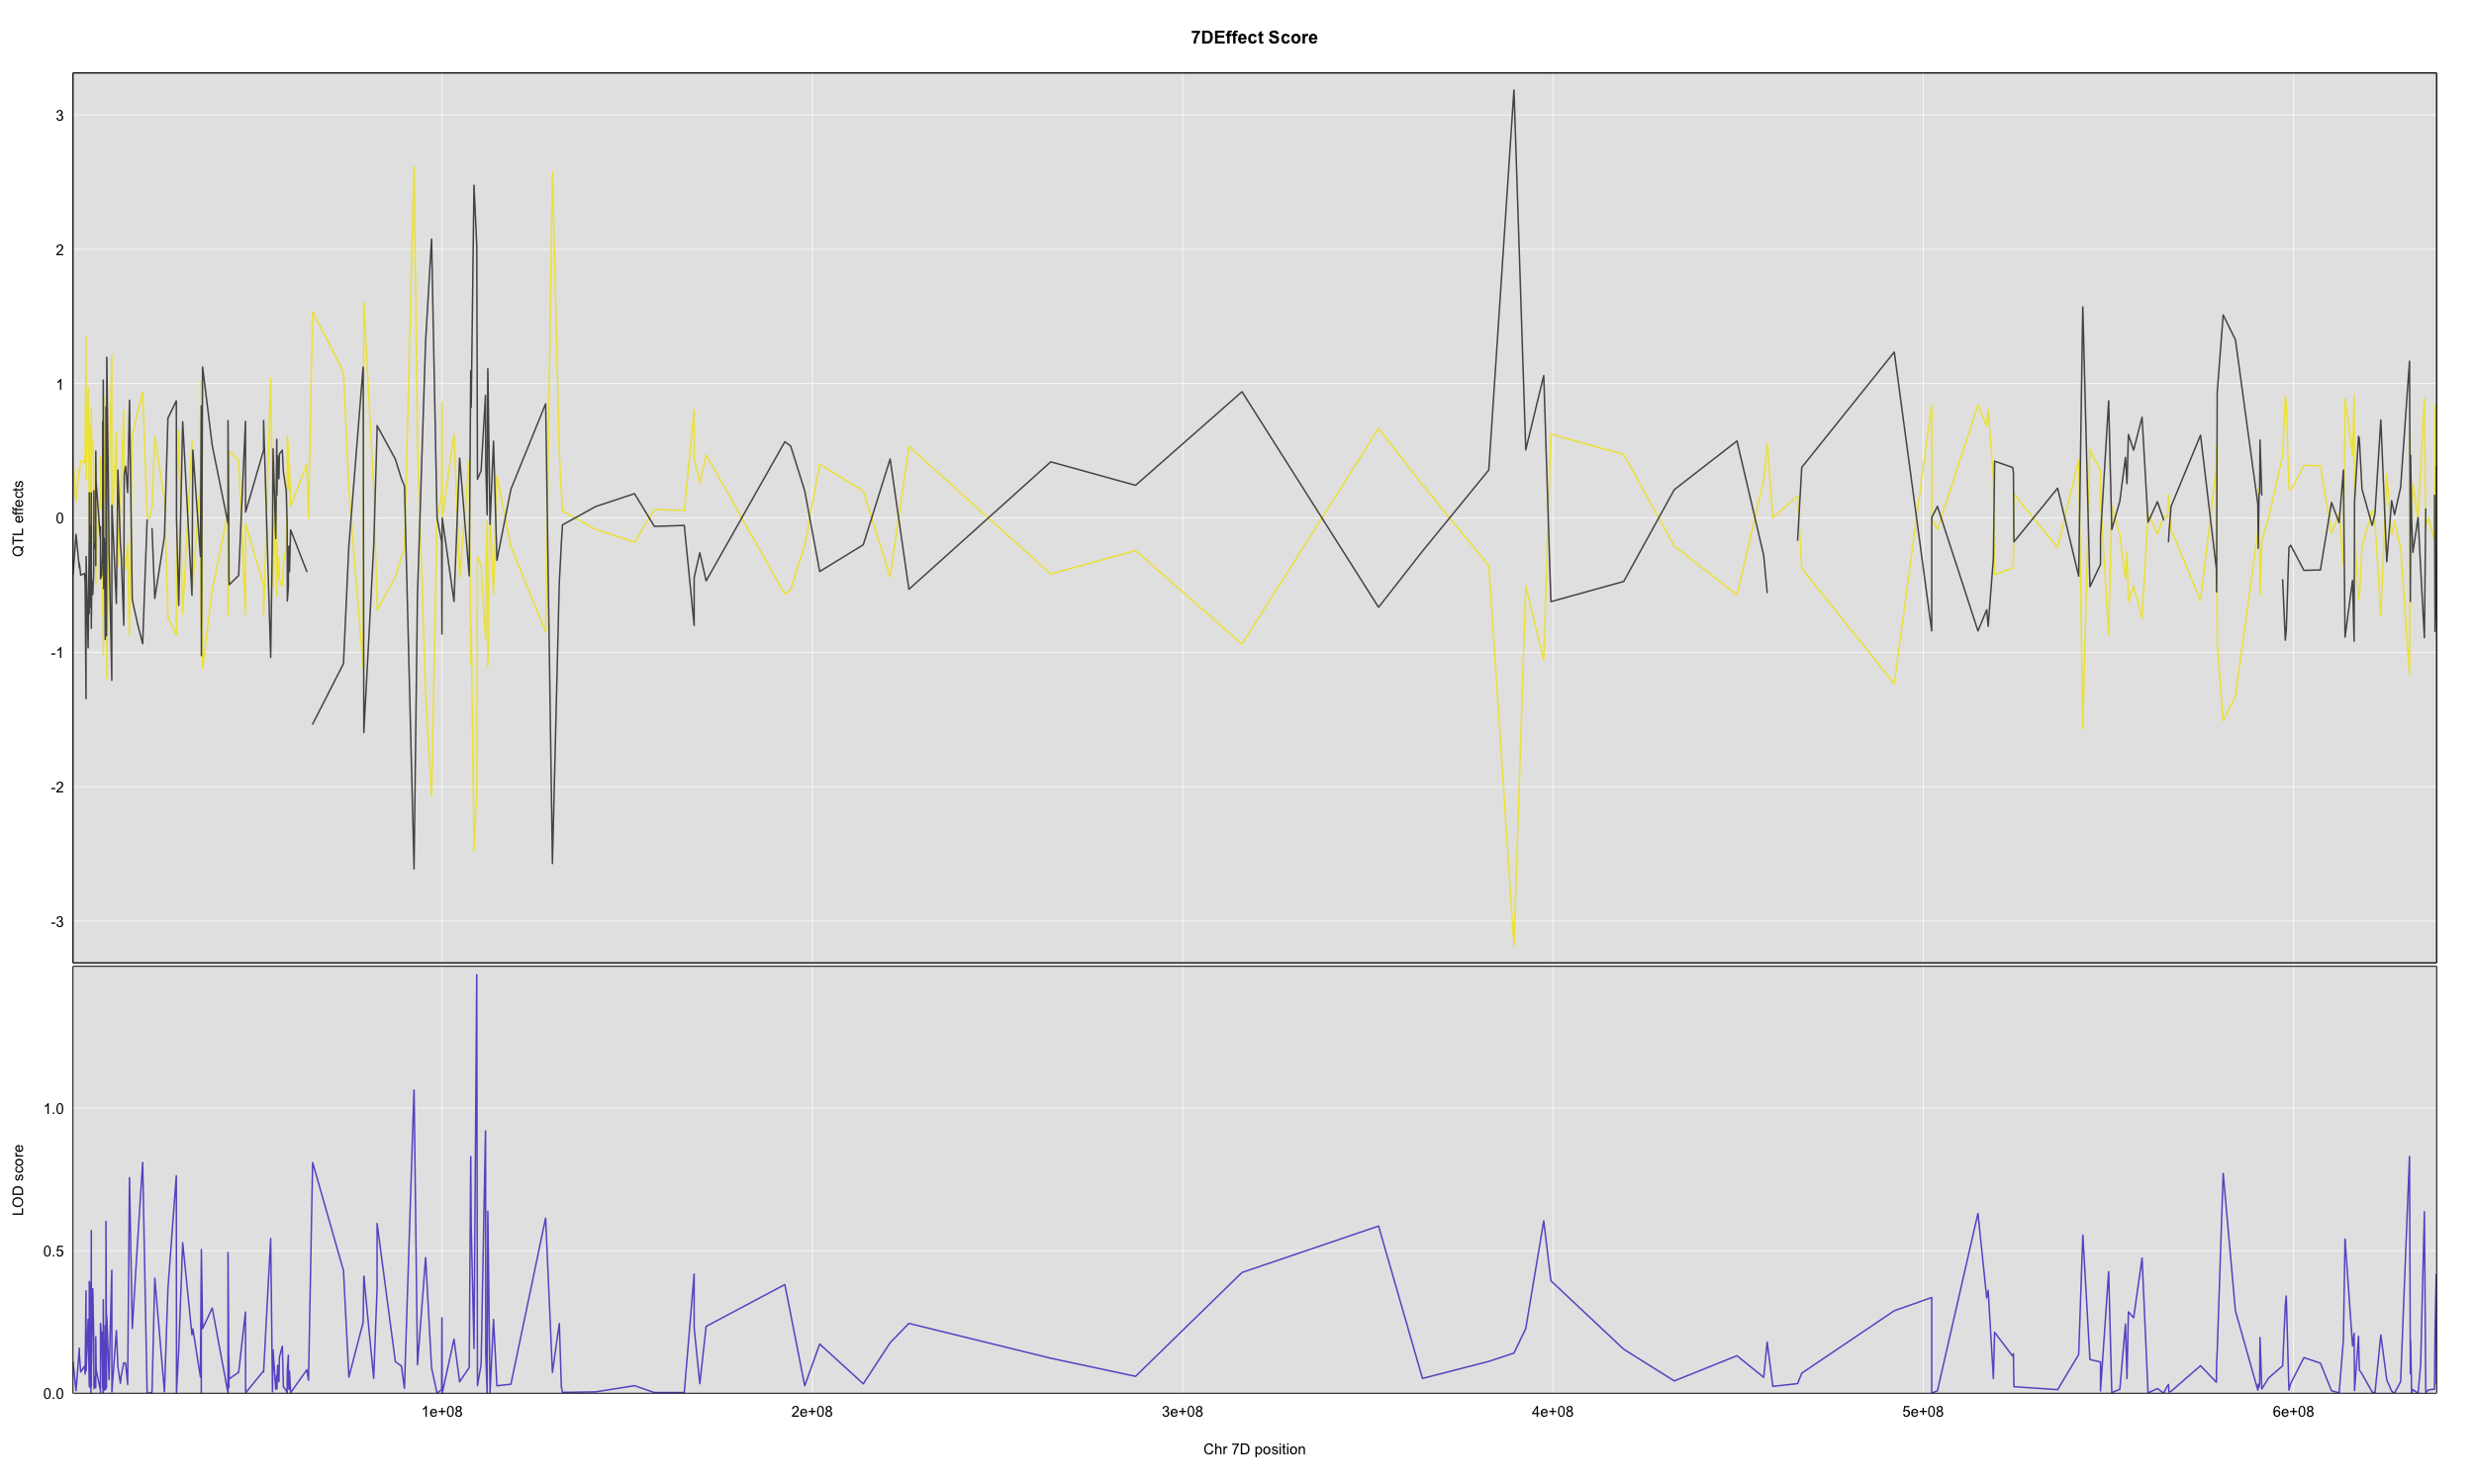 7DEffect Score
QTL effects
3
2
1
0
-1
-2
-3
LOD score
1.0
0.5
0.0
1e+08
2e+08
3e+08
4e+08
5e+08
6e+08
Chr 7D position